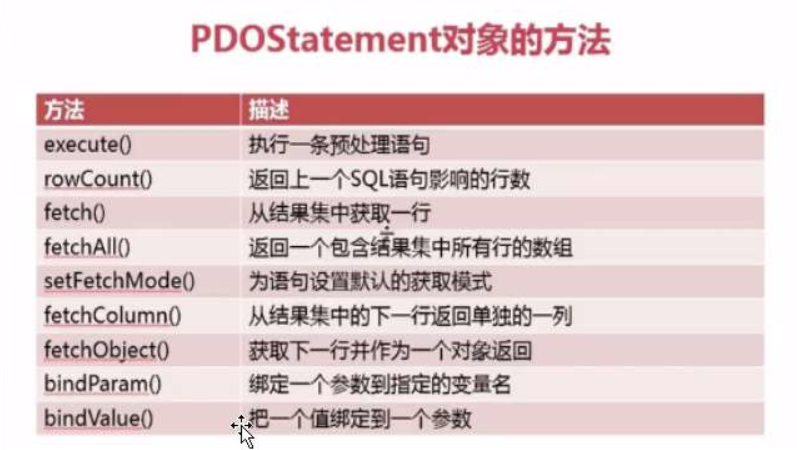 PDOStatement对象的方法
方法 描述
execute() 执行一条预处理语句
rowCount() 返回上一个SQL语句影响的行数
fetch() 从结果集中获取一行
fetchAll() 返回一个包含结果集中所有行的数组
setFetchMode() 为语句设置默认的获取模式
fetchColumn() 从结果集中的下一行返回单独的一列
fetchObject() 获取下一行并作为一个对象返回
bindParam() 绑定一个参数到指定的变量名
bindValue() 把一个值绑定到一个参数